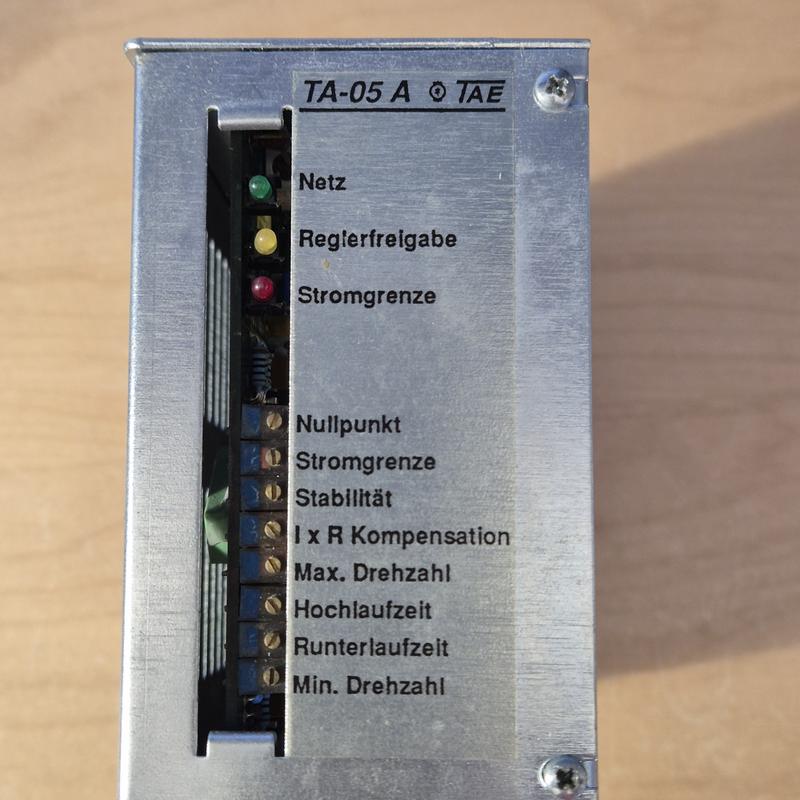 TA-05 A TAE
Netz
Reglerfreigabe
Stromgrenze
Nullpunkt
Stromgrenze
Stabilität
I x R Kompensation
Max. Drehzahl
Hochlaufzeit
Runterlaufzeit
Min. Drehzahl